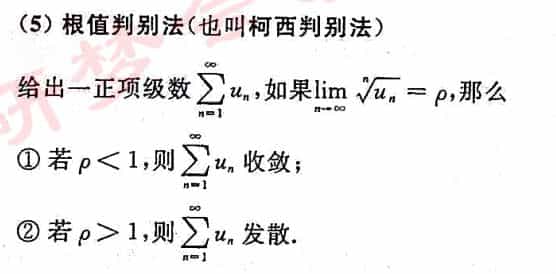 (5) 根值判别法(也叫柯西判别法)
给出一正项级数 $\sum_{n=1}^{\infty} u_n$,如果 $\lim_{n\to\infty} \sqrt[n]{u_n} = \rho$,那么
① 若 $\rho < 1$,则 $\sum_{n=1}^{\infty} u_n$ 收敛;
② 若 $\rho > 1$,则 $\sum_{n=1}^{\infty} u_n$ 发散.